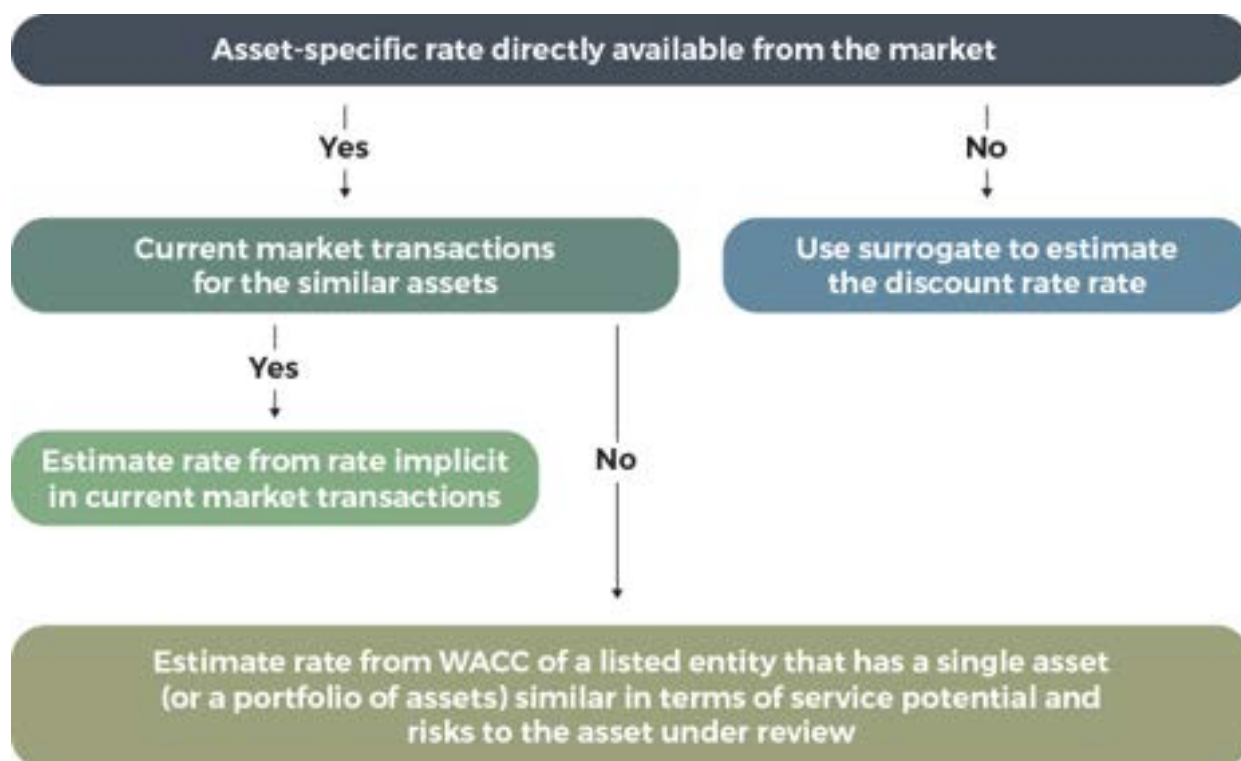 Asset-specific rate directly available from the market
Yes
No
Current market transactions
for the similar assets
Use surrogate to estimate
the discount rate rate
Yes
No
Estimate rate from rate implicit
in current market transactions
Estimate rate from WACC of a listed entity that has a single asset
(or a portfolio of assets) similar in terms of service potential and
risks to the asset under review